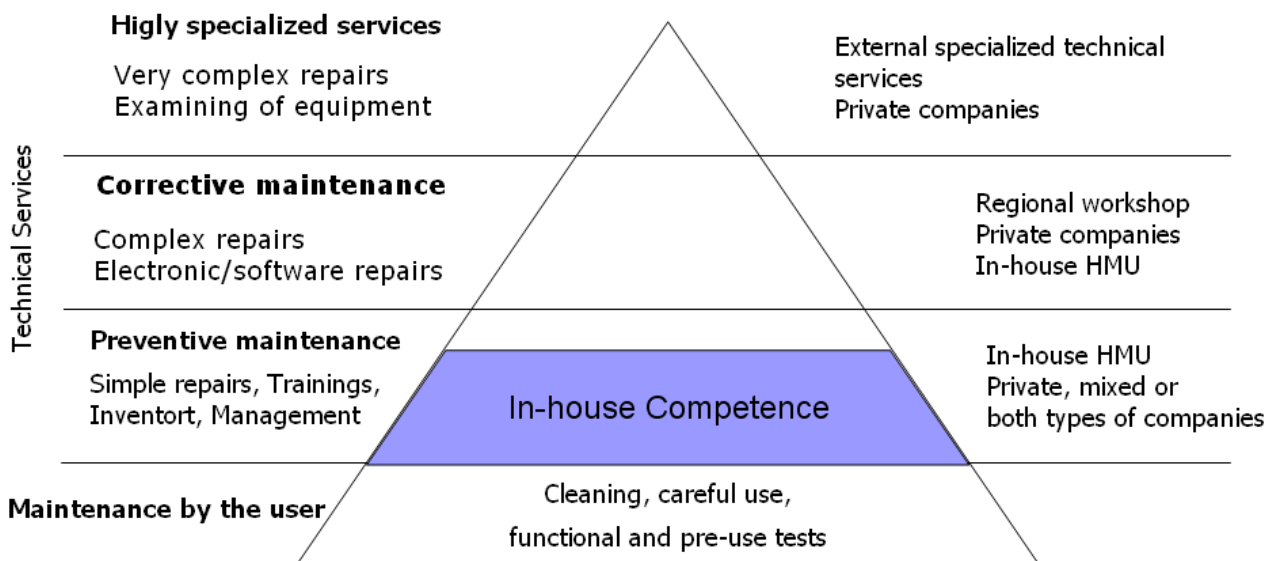 Higly specialized services
Very complex repairs
Examining of equipment
External specialized technical
services
Private companies
Technical Services
Corrective maintenance
Complex repairs
Electronic/software repairs
Regional workshop
Private companies
In-house HMU
Preventive maintenance
Simple repairs, Trainings,
Inventort, Management
In-house Competence
In-house HMU
Private, mixed or
both types of companies
Maintenance by the user
Cleaning, careful use,
functional and pre-use tests